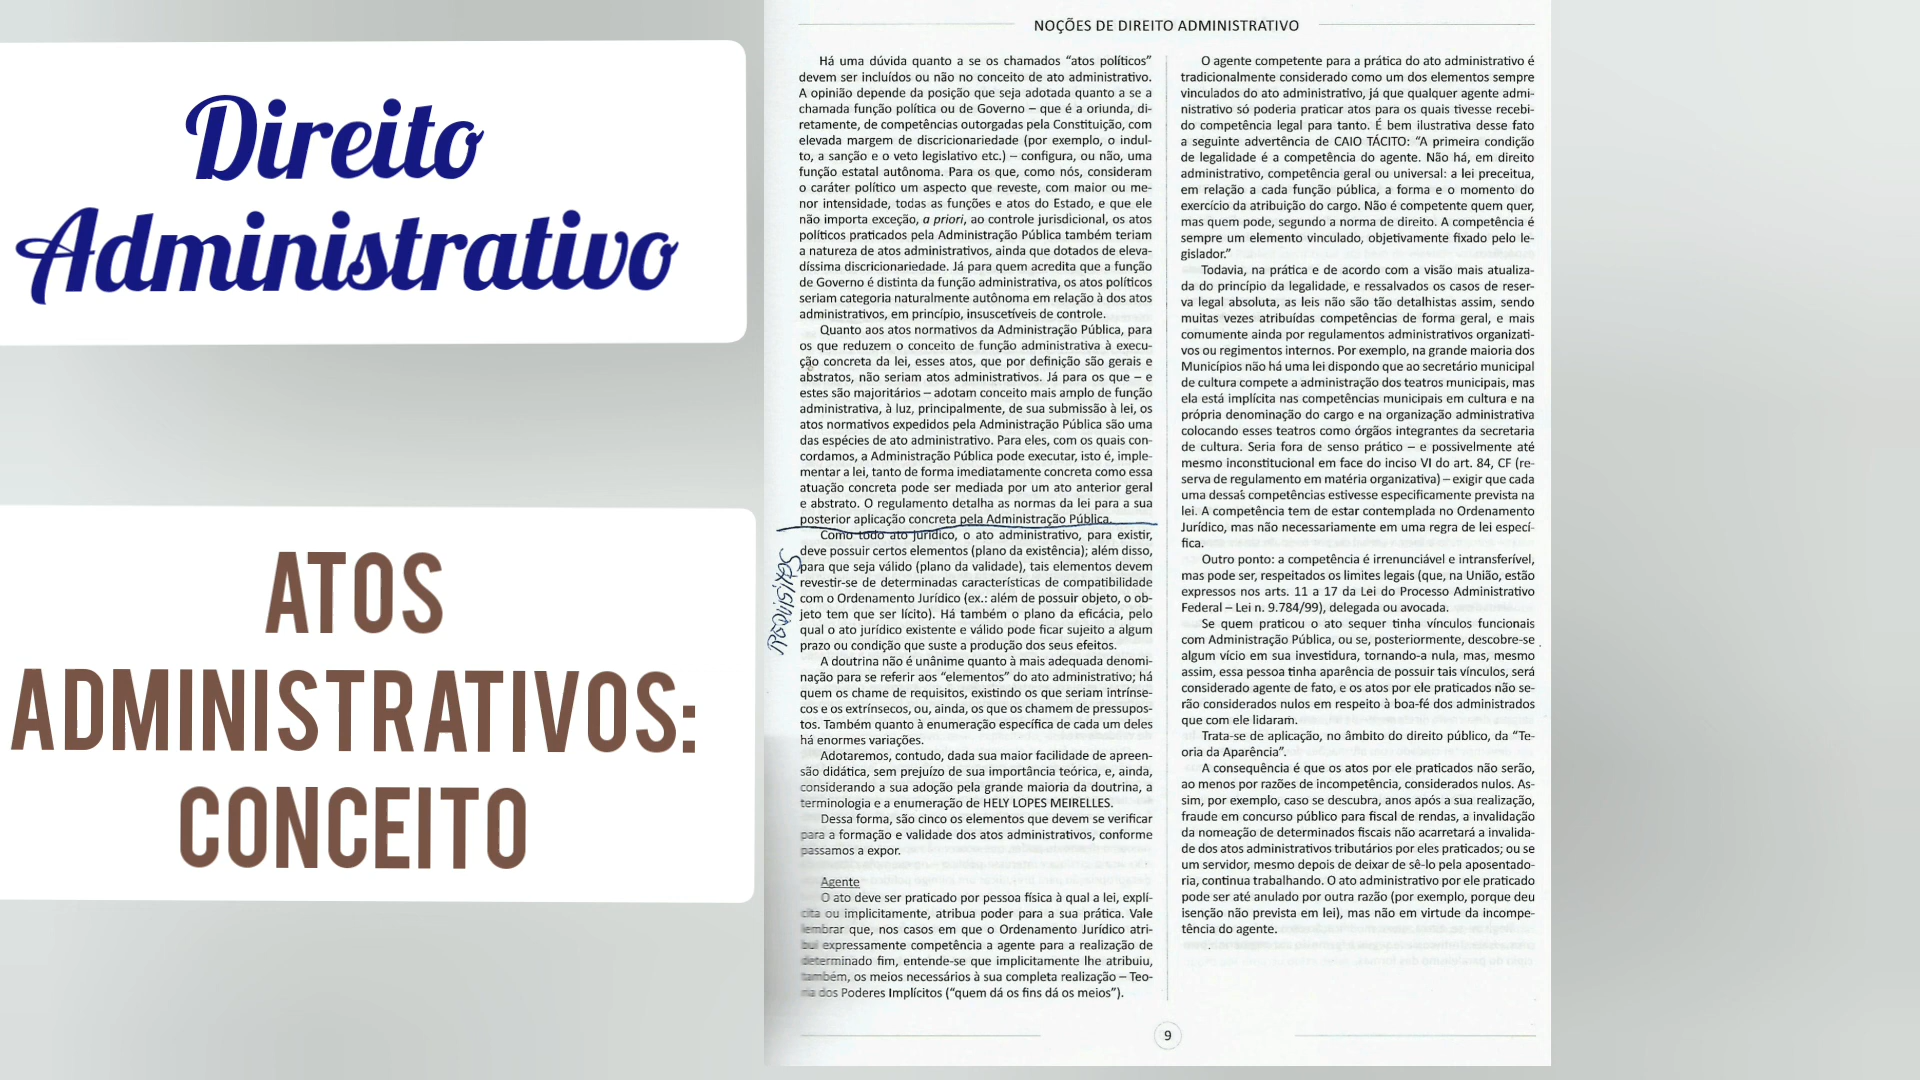 Direito
Administrativo
ATOS
ADMINISTRATIVOS:
CONCEITO
NOÇÕES DE DIREITO ADMINISTRATIVO
Há uma dúvida quanto a se os chamados “atos políticos”
devem ser incluídos ou não no conceito de ato administrativo.
A opinião depende da posição que seja adotada quanto a se a
chamada função política ou de Governo – que é a oriunda, di-
retamente, de competências outorgadas pela Constituição, com
elevada margem de discricionariedade (por exemplo, o indul-
to, a sanção e o veto legislativo etc.) – configura, ou não, uma
função estatal autônoma. Para os que, como nós, consideram
o caráter político um aspecto que reveste, com maior ou me-
nor intensidade, todas as funções e atos do Estado, e que ele
não importa exceção, a priori, ao controle jurisdicional, os atos
políticos praticados pela Administração Pública também teriam
a natureza de atos administrativos, ainda que dotados de eleva-
díssima discricionariedade. Já para quem acredita que a função
de Governo é distinta da função administrativa, os atos políticos
seriam categoria naturalmente autônoma em relação à dos atos
administrativos, em princípio, insuscetíveis de controle.
Quanto aos atos normativos da Administração Pública, para
os que reduzem o conceito de função administrativa à execu-
ção concreta da lei, esses atos, que por definição são gerais e
abstratos, não seriam atos administrativos. Já para os que – e
estes são majoritários – adotam conceito mais amplo de função
administrativa, à luz, principalmente, de sua submissão à lei, os
atos normativos expedidos pela Administração Pública são uma
das espécies de ato administrativo. Para eles, com os quais con-
cordamos, a Administração Pública pode executar, isto é, imple-
mentar a lei, tanto de forma imediatamente concreta como essa
atuação concreta pode ser mediada por um ato anterior geral
e abstrato. O regulamento detalha as normas da lei para a sua
posterior aplicação concreta pela Administração Pública.
Como todo ato jurídico, o ato administrativo, para existir,
deve possuir certos elementos (plano da existência); além disso,
para que seja válido (plano da validade), tais elementos devem
revestir-se de determinadas características de compatibilidade
com o Ordenamento Jurídico (ex.: além de possuir objeto, o ob-
jeto tem que ser lícito). Há também o plano da eficácia, pelo
qual o ato jurídico existente e válido pode ficar sujeito a algum
prazo ou condição que suste a produção dos seus efeitos.
A doutrina não é unânime quanto à mais adequada denomi-
nação para se referir aos “elementos” do ato administrativo; há
quem os chame de requisitos, existindo os que seriam intrínse-
cos e os extrínsecos, ou, ainda, os que os chamem de pressupos-
tos. Também quanto à enumeração específica de cada um deles
há enormes variações.
Adotaremos, contudo, dada sua maior facilidade de apreen-
são didática, sem prejuízo de sua importância teórica, e, ainda,
considerando a sua adoção pela grande maioria da doutrina, a
terminologia e a enumeração de HELY LOPES MEIRELLES.
Dessa forma, são cinco os elementos que devem se verificar
para a formação e validade dos atos administrativos, conforme
passamos a expor.
Agente
O ato deve ser praticado por pessoa física à qual a lei, explí-
cita ou implicitamente, atribua poder para a sua prática. Vale
lembrar que, nos casos em que o Ordenamento Jurídico atri-
bui expressamente competência a agente para a realização de
determinado fim, entende-se que implicitamente lhe atribuiu,
também, os meios necessários à sua completa realização – Teo-
ria dos Poderes Implícitos (“quem dá os fins dá os meios”).
O agente competente para a prática do ato administrativo é
tradicionalmente considerado como um dos elementos sempre
vinculados do ato administrativo, já que qualquer agente admi-
nistrativo só poderia praticar atos para os quais tivesse recebi-
do competência legal para tanto. É bem ilustrativa desse fato
a seguinte advertência de CAIO TÁCITO: “A primeira condição
de legalidade é a competência do agente. Não há, em direito
administrativo, competência geral ou universal: a lei preceitua,
em relação a cada função pública, a forma e o momento do
exercício da atribuição do cargo. Não é competente quem quer,
mas quem pode, segundo a norma de direito. A competência é
sempre um elemento vinculado, objetivamente fixado pelo le-
gislador.”
Todavia, na prática e de acordo com a visão mais atualiza-
da do princípio da legalidade, e ressalvados os casos de reser-
va legal absoluta, as leis não são tão detalhistas assim, sendo
muitas vezes atribuídas competências de forma geral, e mais
comumente ainda por regulamentos administrativos organizati-
vos ou regimentos internos. Por exemplo, na grande maioria dos
Municípios não há uma lei dispondo que ao secretário municipal
de cultura compete a administração dos teatros municipais, mas
ela está implícita nas competências municipais em cultura e na
própria denominação do cargo e na organização administrativa
colocando esses teatros como órgãos integrantes da secretaria
de cultura. Seria fora de senso prático – e possivelmente até
mesmo inconstitucional em face do inciso VI do art. 84, CF (re-
serva de regulamento em matéria organizativa) – exigir que cada
uma dessas competências estivesse especificamente prevista na
lei. A competência tem de estar contemplada no Ordenamento
Jurídico, mas não necessariamente em uma regra de lei especí-
fica.
Outro ponto: a competência é irrenunciável e intransferível,
mas pode ser, respeitados os limites legais (que, na União, estão
expressos nos arts. 11 a 17 da Lei do Processo Administrativo
Federal – Lei n. 9.784/99), delegada ou avocada.
Se quem praticou o ato sequer tinha vínculos funcionais
com Administração Pública, ou se, posteriormente, descobre-se
algum vício em sua investidura, tornando-a nula, mas, mesmo
assim, essa pessoa tinha aparência de possuir tais vínculos, será
considerado agente de fato, e os atos por ele praticados não se-
rão considerados nulos em respeito à boa-fé dos administrados
que com ele lidaram.
Trata-se de aplicação, no âmbito do direito público, da “Te-
oria da Aparência”.
A consequência é que os atos por ele praticados não serão,
ao menos por razões de incompetência, considerados nulos. As-
sim, por exemplo, caso se descubra, anos após a sua realização,
fraude em concurso público para fiscal de rendas, a invalidação
da nomeação de determinados fiscais não acarretará a invalida-
de dos atos administrativos tributários por eles praticados; ou se
um servidor, mesmo depois de deixar de sê-lo pela aposentado-
ria, continua trabalhando. O ato administrativo por ele praticado
pode ser até anulado por outra razão (por exemplo, porque deu
isenção não prevista em lei), mas não em virtude da incompe-
tência do agente.
9